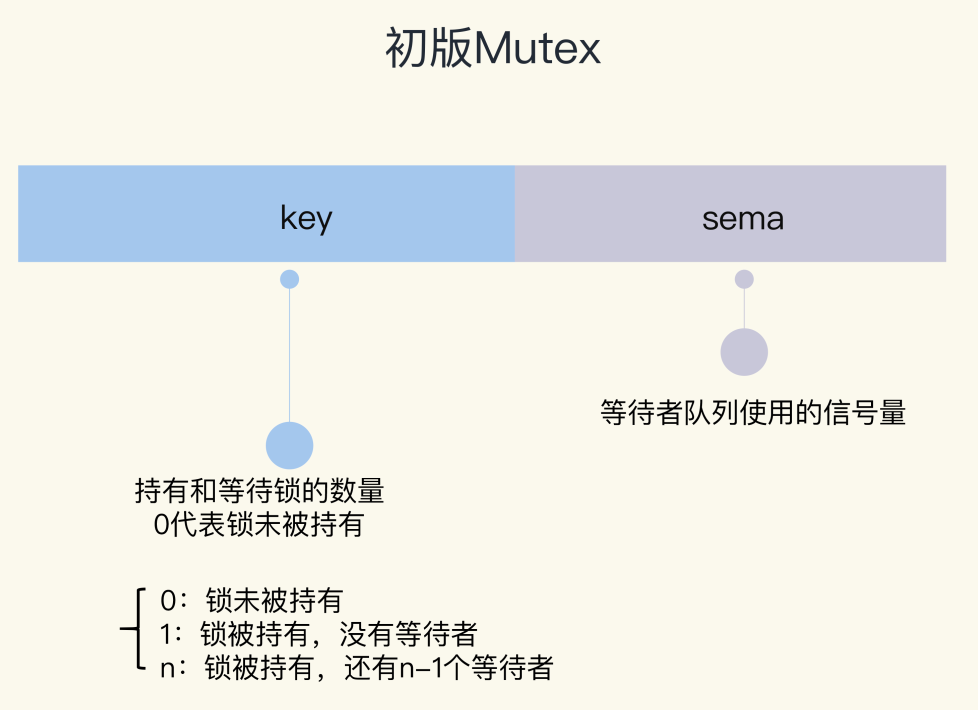 初版Mutex
key
sema
等待者队列使用的信号量
持有和等待锁的数量
0代表锁未被持有
0：锁未被持有
1：锁被持有，没有等待者
n：锁被持有，还有n-1个等待者